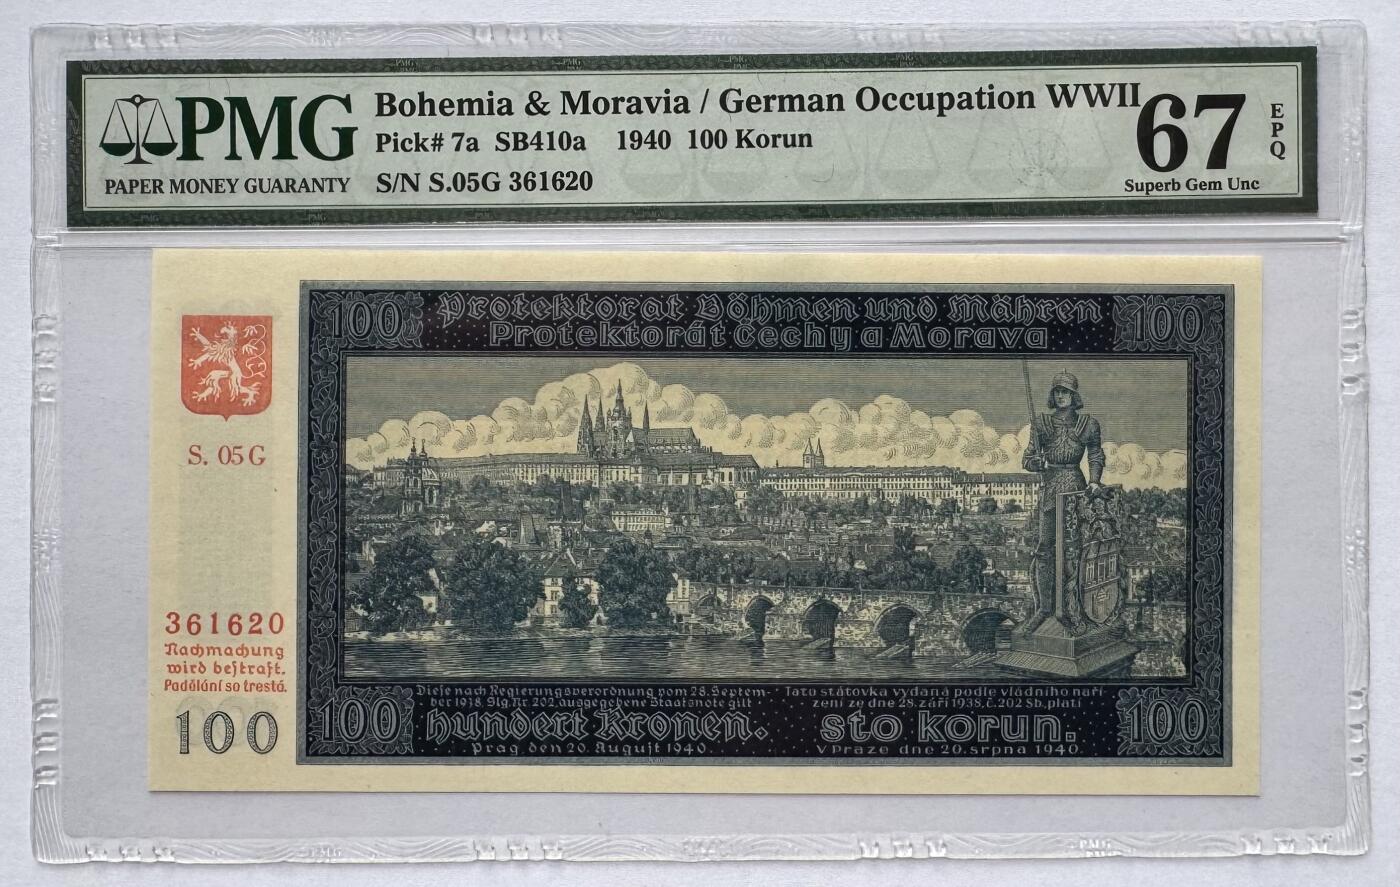 PMG
PAPER MONEY GUARANTY
Bohemia & Moravia / German Occupation WWII
Pick# 7a SB410a 1940 100 Korun
S/N S.05G 361620
67
EPQ
Superb Gem Unc
100
Protektorat Böhmen und Mähren
Protektorát Čechy a Morava
100
S. 05 G
361620
Nachmachung
wird bestraft.
Padělání se trestá.
100
100
Diese nach Regierungsverordnung vom 28. Septem-
ber 1938, Slg. Nr. 202, ausgegebene Staatsnote gilt
hundert Kronen.
Prag, den 20. August 1940.
Tato státovka vydaná podle vládního naří-
zení ze dne 28. září 1938, č. 202 Sb. platí
sto korun.
V Praze dne 20. srpna 1940.
100